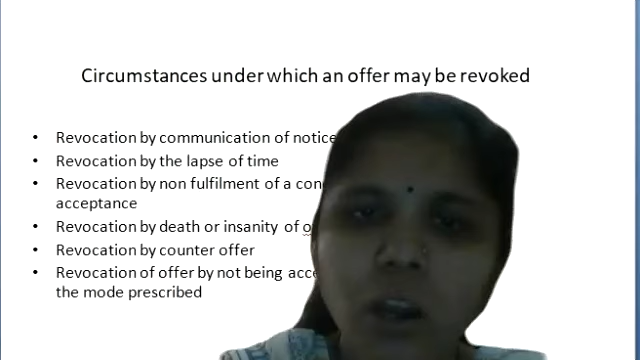 Circumstances under which an offer may be revoked
• Revocation by communication of notice
• Revocation by the lapse of time
• Revocation by non fulfilment of a
acceptance
• Revocation by death or insanity of
• Revocation by counter offer
• Revocation of offer by not being
the mode prescribed